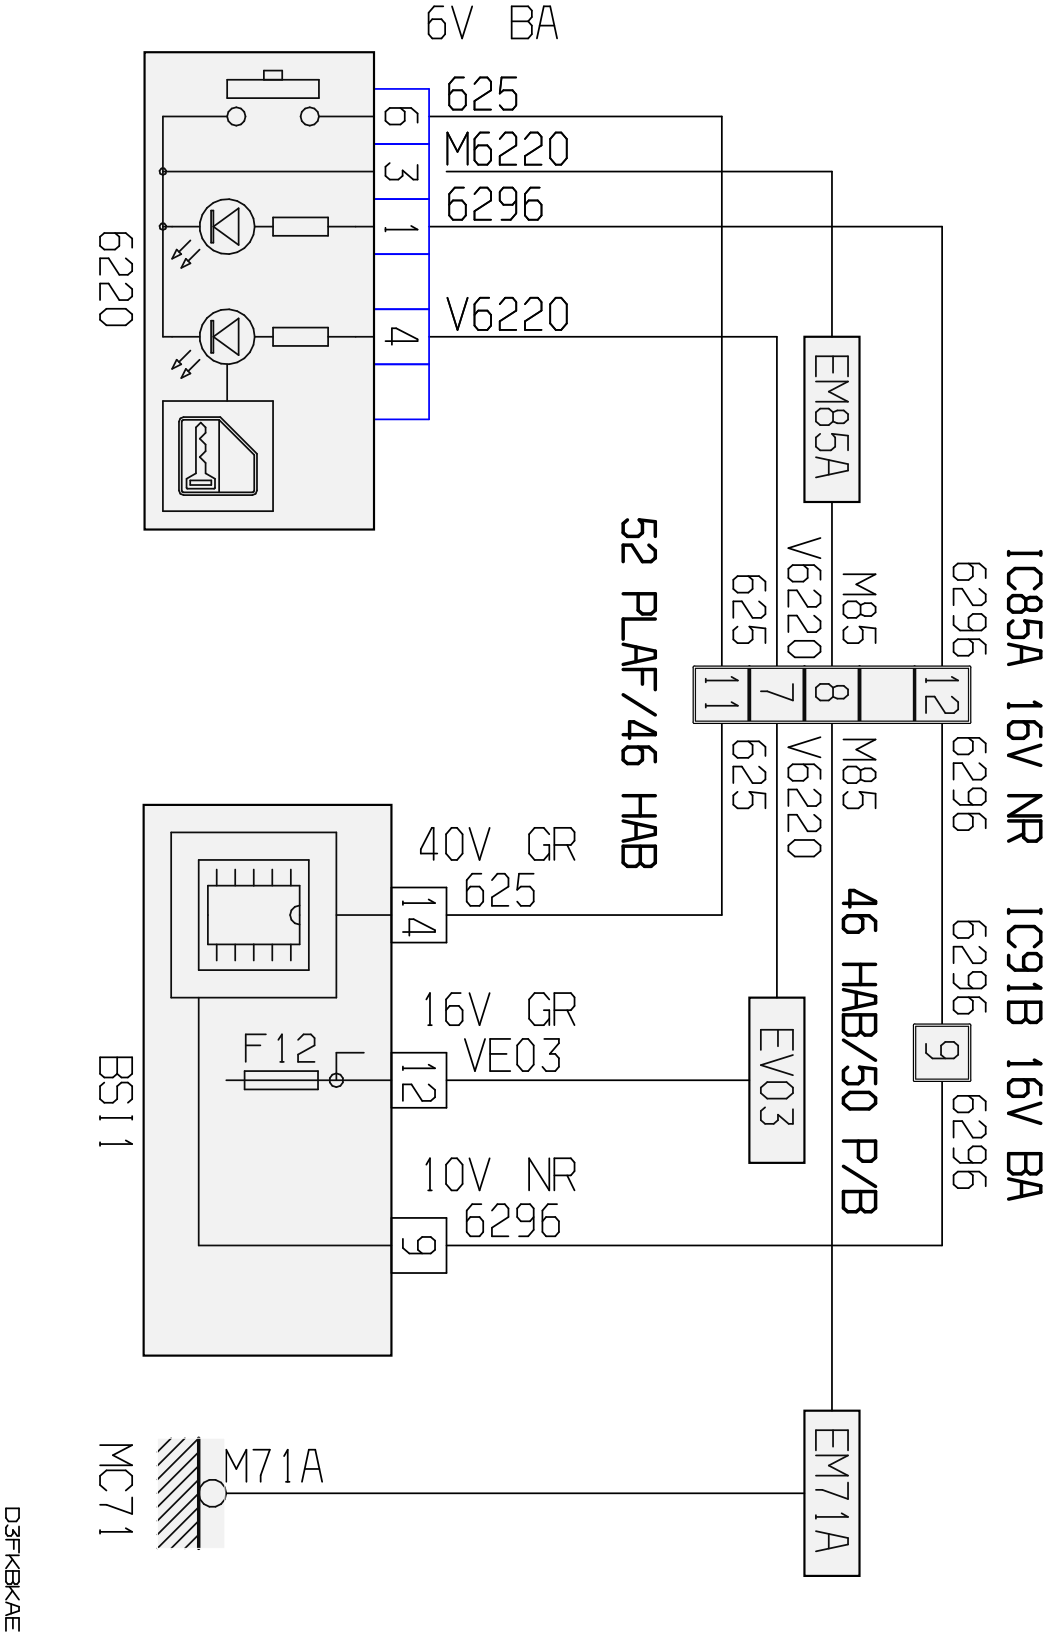 6V BA
625
6
M6220
3
6296
1
V6220
4
6220
EM85A
IC85A 16V NR
6296
M85
V6220
625
52 PLAF/46 HAB
11
7
8
12
6296
M85
V6220
625
46 HAB/50 P/B
IC91B 16V BA
6296
9
6296
40V GR
625
14
16V GR
VE03
12
F12
EV03
10V NR
6296
9
BSI1
EM71A
M71A
MC71
D3FKBKAE